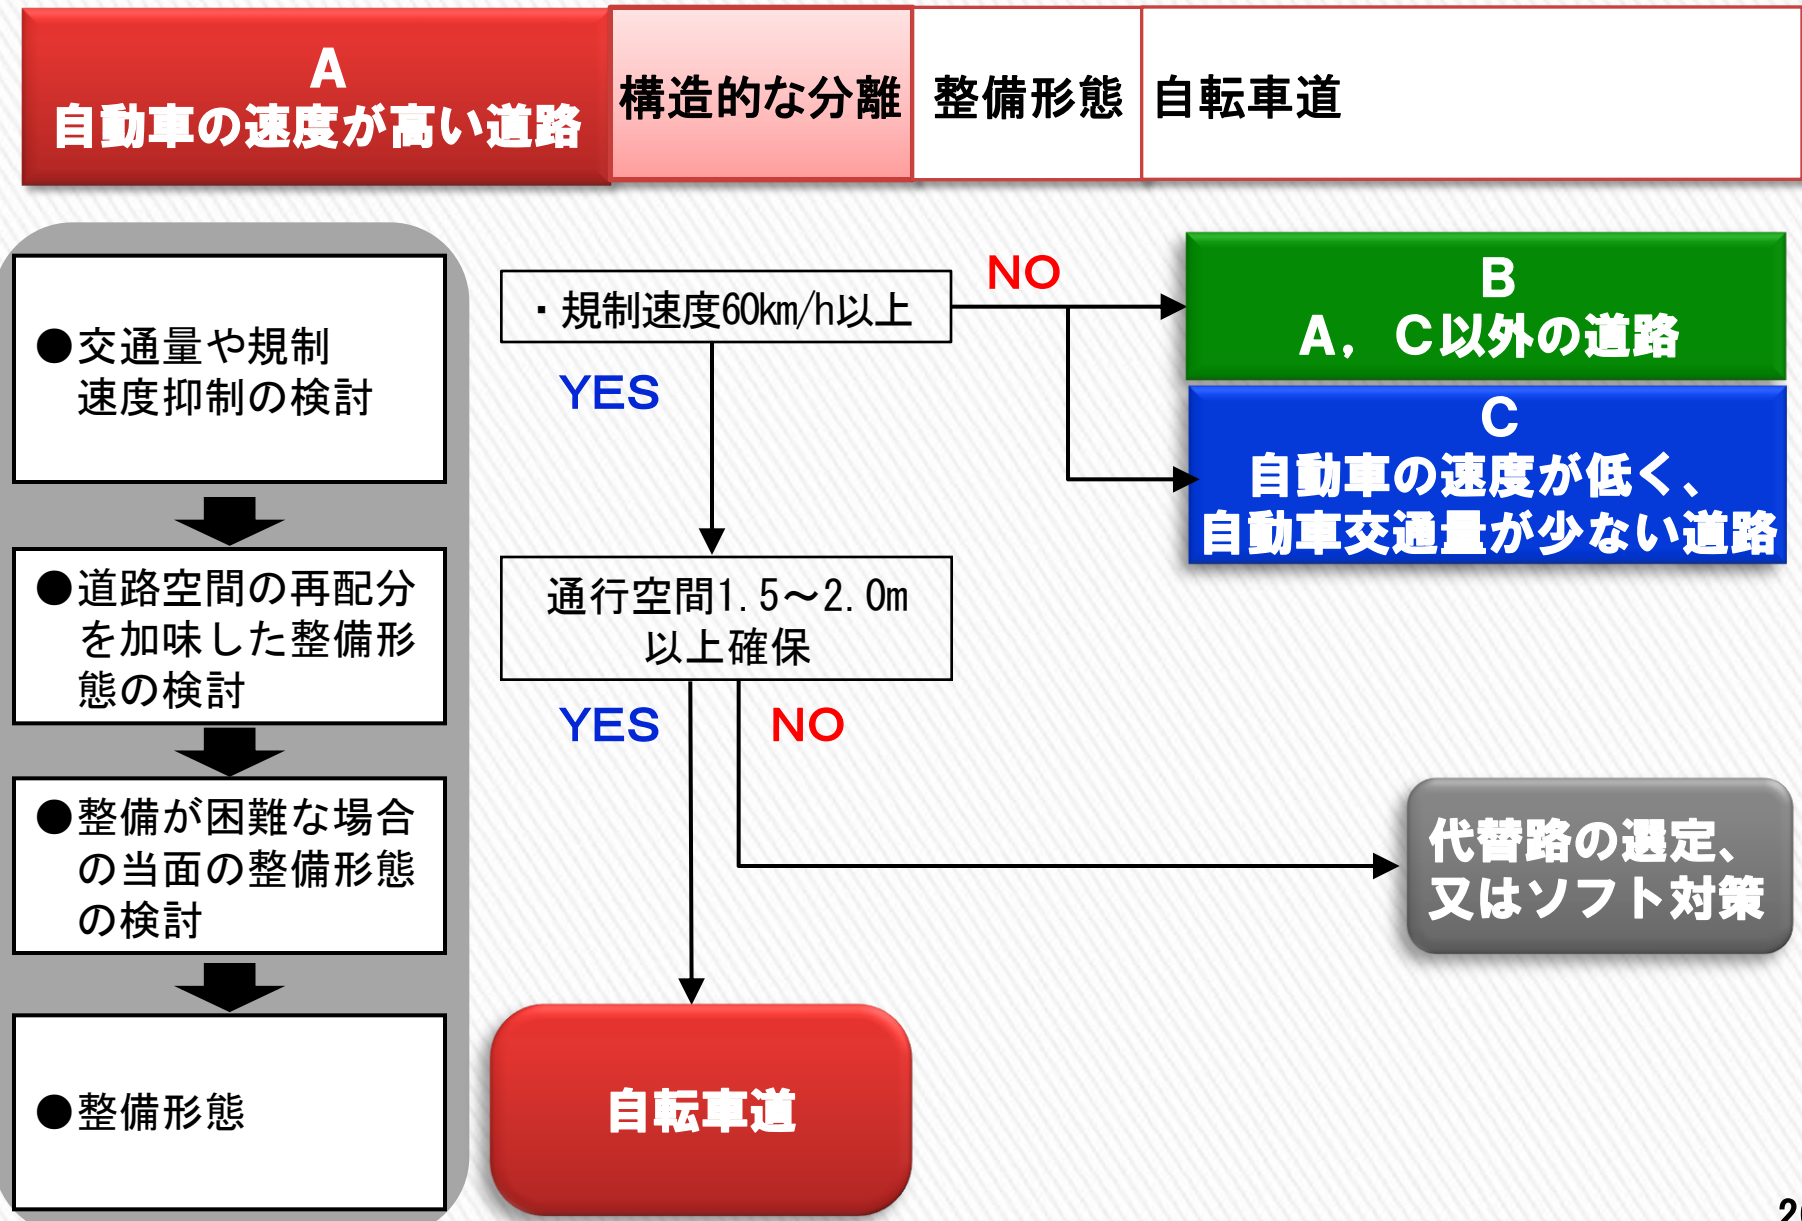 A
自動車の速度が高い道路
構造的な分離
整備形態
自転車道
●交通量や規制
速度抑制の検討
●道路空間の再配分
を加味した整備形
態の検討
●整備が困難な場合
の当面の整備形態
の検討
●整備形態
・規制速度60km/h以上
NO
YES
B
A，C以外の道路
C
自動車の速度が低く、
自動車交通量が少ない道路
通行空間1.5～2.0m
以上確保
YES
NO
代替路の選定、
又はソフト対策
自転車道